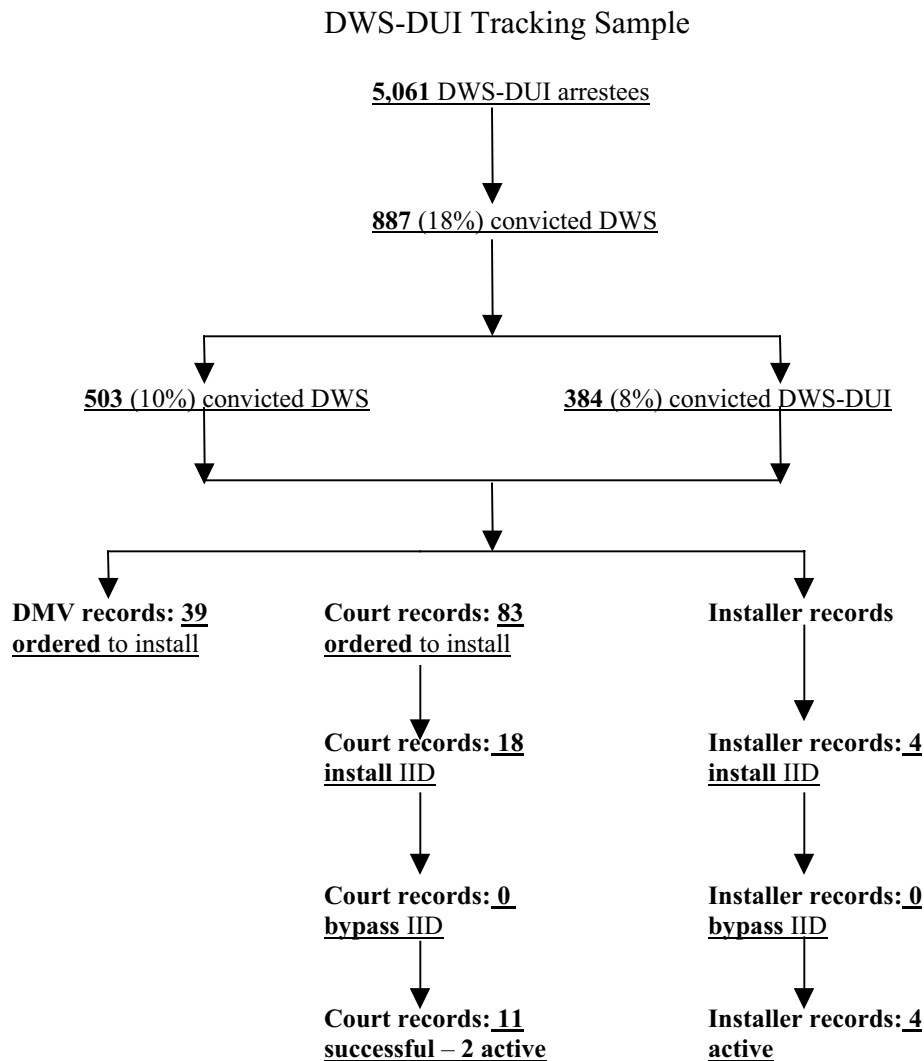 DWS-DUI Tracking Sample
5,061 DWS-DUI arrestees
887 (18%) convicted DWS
503 (10%) convicted DWS
384 (8%) convicted DWS-DUI
DMV records: 39
ordered to install
Court records: 83
ordered to install
Installer records
Court records: 18
install IID
Installer records: 4
install IID
Court records: 0
bypass IID
Installer records: 0
bypass IID
Court records: 11
successful – 2 active
Installer records: 4
active